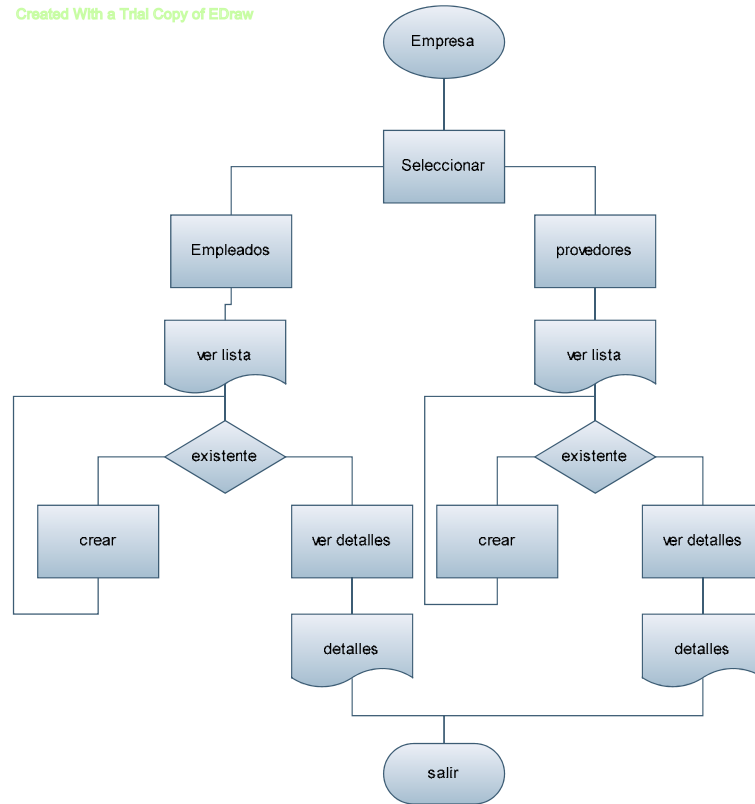 Created With a Trial Copy of EDraw
Empresa
Seleccionar
Empleados
provedores
ver lista
ver lista
existente
existente
crear
ver detalles
crear
ver detalles
detalles
detalles
salir